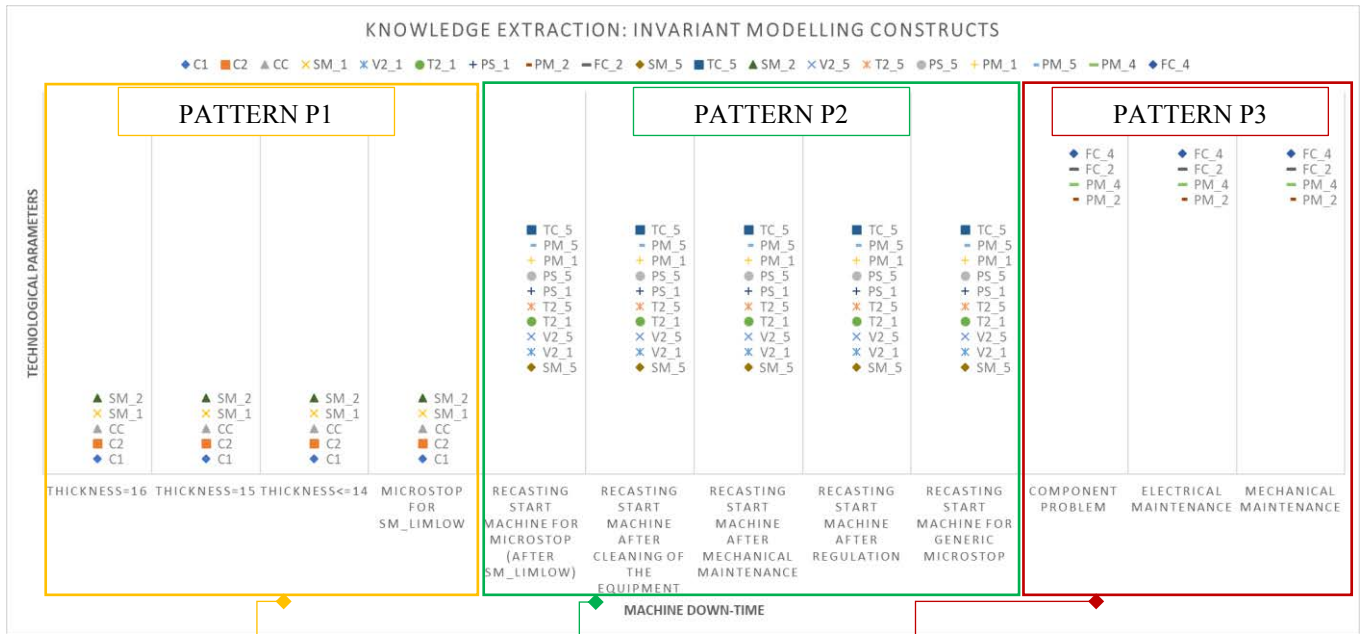 KNOWLEDGE EXTRACTION: INVARIANT MODELLING CONSTRUCTS
C1 C2 CC SM_1 V2_1 T2_1 PS_1 PM_2 FC_2 SM_5 TC_5 SM_2 V2_5 T2_5 PS_5 PM_1 PM_5 PM_4 FC_4
PATTERN P1 PATTERN P2 PATTERN P3
TECHNOLOGICAL PARAMETERS
FC_4 FC_4 FC_4
FC_2 FC_2 FC_2
PM_4 PM_4 PM_4
PM_2 PM_2 PM_2
TC_5 TC_5 TC_5 TC_5 TC_5
PM_5 PM_5 PM_5 PM_5 PM_5
PM_1 PM_1 PM_1 PM_1 PM_1
PS_5 PS_5 PS_5 PS_5 PS_5
PS_1 PS_1 PS_1 PS_1 PS_1
T2_5 T2_5 T2_5 T2_5 T2_5
T2_1 T2_1 T2_1 T2_1 T2_1
V2_5 V2_5 V2_5 V2_5 V2_5
V2_1 V2_1 V2_1 V2_1 V2_1
SM_5 SM_5 SM_5 SM_5 SM_5
SM_2 SM_2 SM_2 SM_2
SM_1 SM_1 SM_1 SM_1
CC CC CC CC
C2 C2 C2 C2
C1 C1 C1 C1
THICKNESS=16
THICKNESS=15
THICKNESS<=14
MICROSTOP
FOR
SM_LIMLOW
RECASTING
START
MACHINE FOR
MICROSTOP
(AFTER
SM_LIMLOW)
RECASTING
START
MACHINE
AFTER
CLEANING OF
THE
EQUIPMENT
RECASTING
START
MACHINE
AFTER
MECHANICAL
MAINTENANCE
RECASTING
START
MACHINE
AFTER
REGULATION
RECASTING
START
MACHINE FOR
GENERIC
MICROSTOP
COMPONENT
PROBLEM
ELECTRICAL
MAINTENANCE
MECHANICAL
MAINTENANCE
MACHINE DOWN-TIME